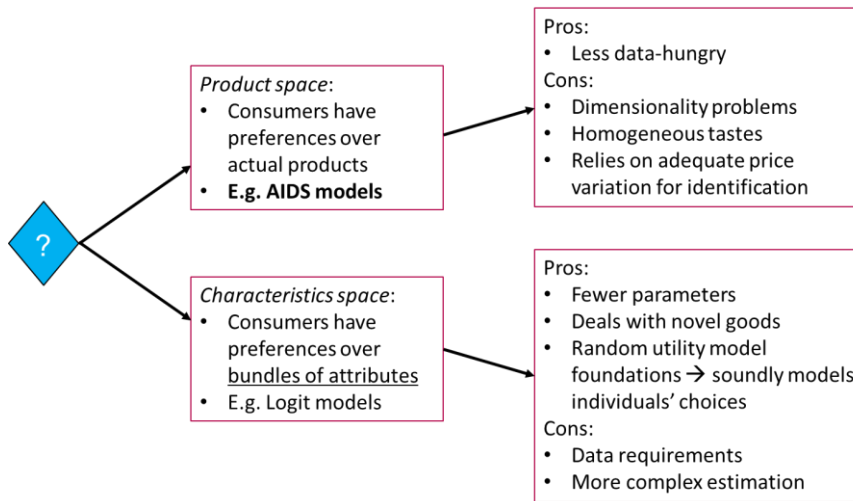 ?
Product space:
• Consumers have
preferences over
actual products
• E.g. AIDS models
Pros:
• Less data-hungry
Cons:
• Dimensionality problems
• Homogeneous tastes
• Relies on adequate price
variation for identification
Characteristics space:
• Consumers have
preferences over
bundles of attributes
• E.g. Logit models
Pros:
• Fewer parameters
• Deals with novel goods
• Random utility model
foundations → soundly models
individuals’ choices
Cons:
• Data requirements
• More complex estimation